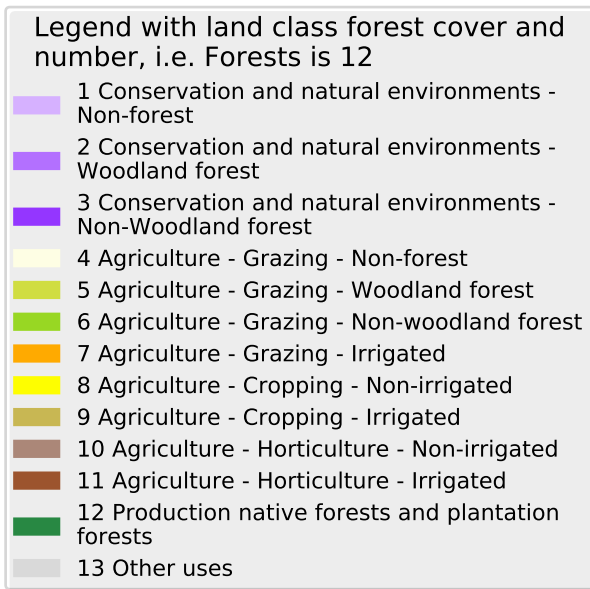 Legend with land class forest cover and
number, i.e. Forests is 12
1 Conservation and natural environments -
Non-forest
2 Conservation and natural environments -
Woodland forest
3 Conservation and natural environments -
Non-Woodland forest
4 Agriculture - Grazing - Non-forest
5 Agriculture - Grazing - Woodland forest
6 Agriculture - Grazing - Non-woodland forest
7 Agriculture - Grazing - Irrigated
8 Agriculture - Cropping - Non-irrigated
9 Agriculture - Cropping - Irrigated
10 Agriculture - Horticulture - Non-irrigated
11 Agriculture - Horticulture - Irrigated
12 Production native forests and plantation
forests
13 Other uses